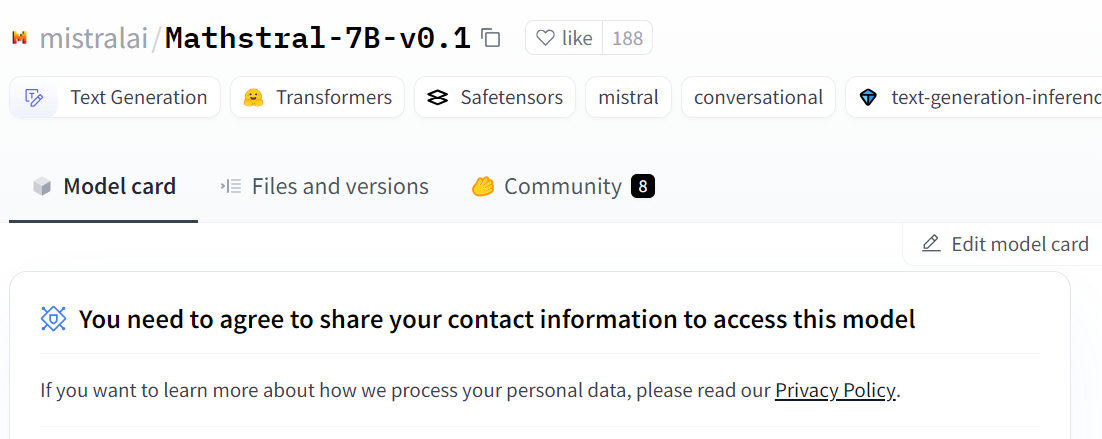 mistralai/Mathstral-7B-v0.1 like 188
Text Generation Transformers Safetensors mistral conversational text-generation-inferenc
Model card Files and versions Community 8
Edit model card
You need to agree to share your contact information to access this model
If you want to learn more about how we process your personal data, please read our Privacy Policy.